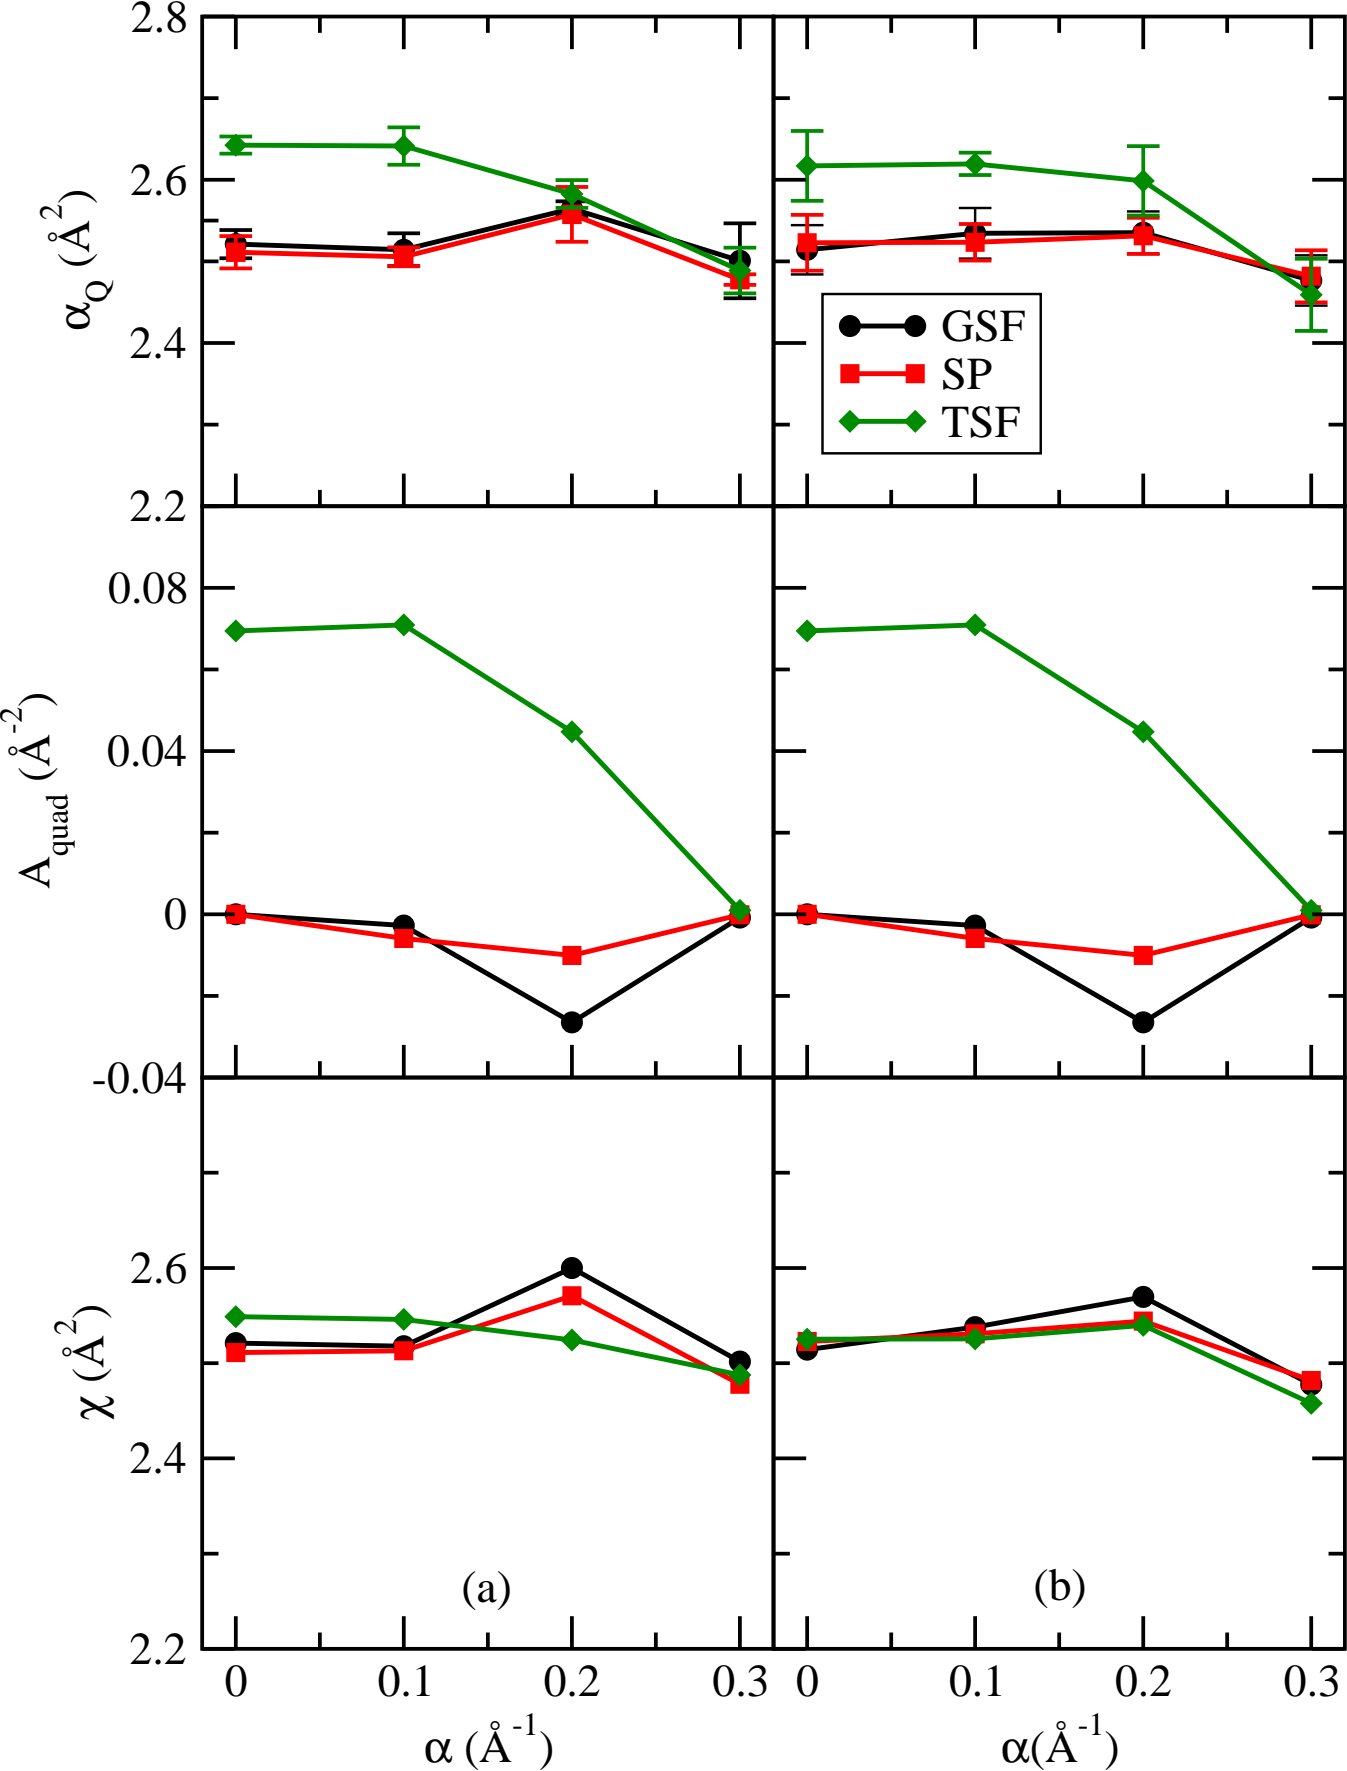 2.8
2.6
2.4
2.2
α_Q (Å^2)
GSF
SP
TSF
0.08
0.04
0
-0.04
A_quad (Å^-2)
2.6
2.4
2.2
χ (Å^2)
(a)
(b)
0 0.1 0.2 0.3
0 0.1 0.2 0.3
α (Å^-1)
α(Å^-1)